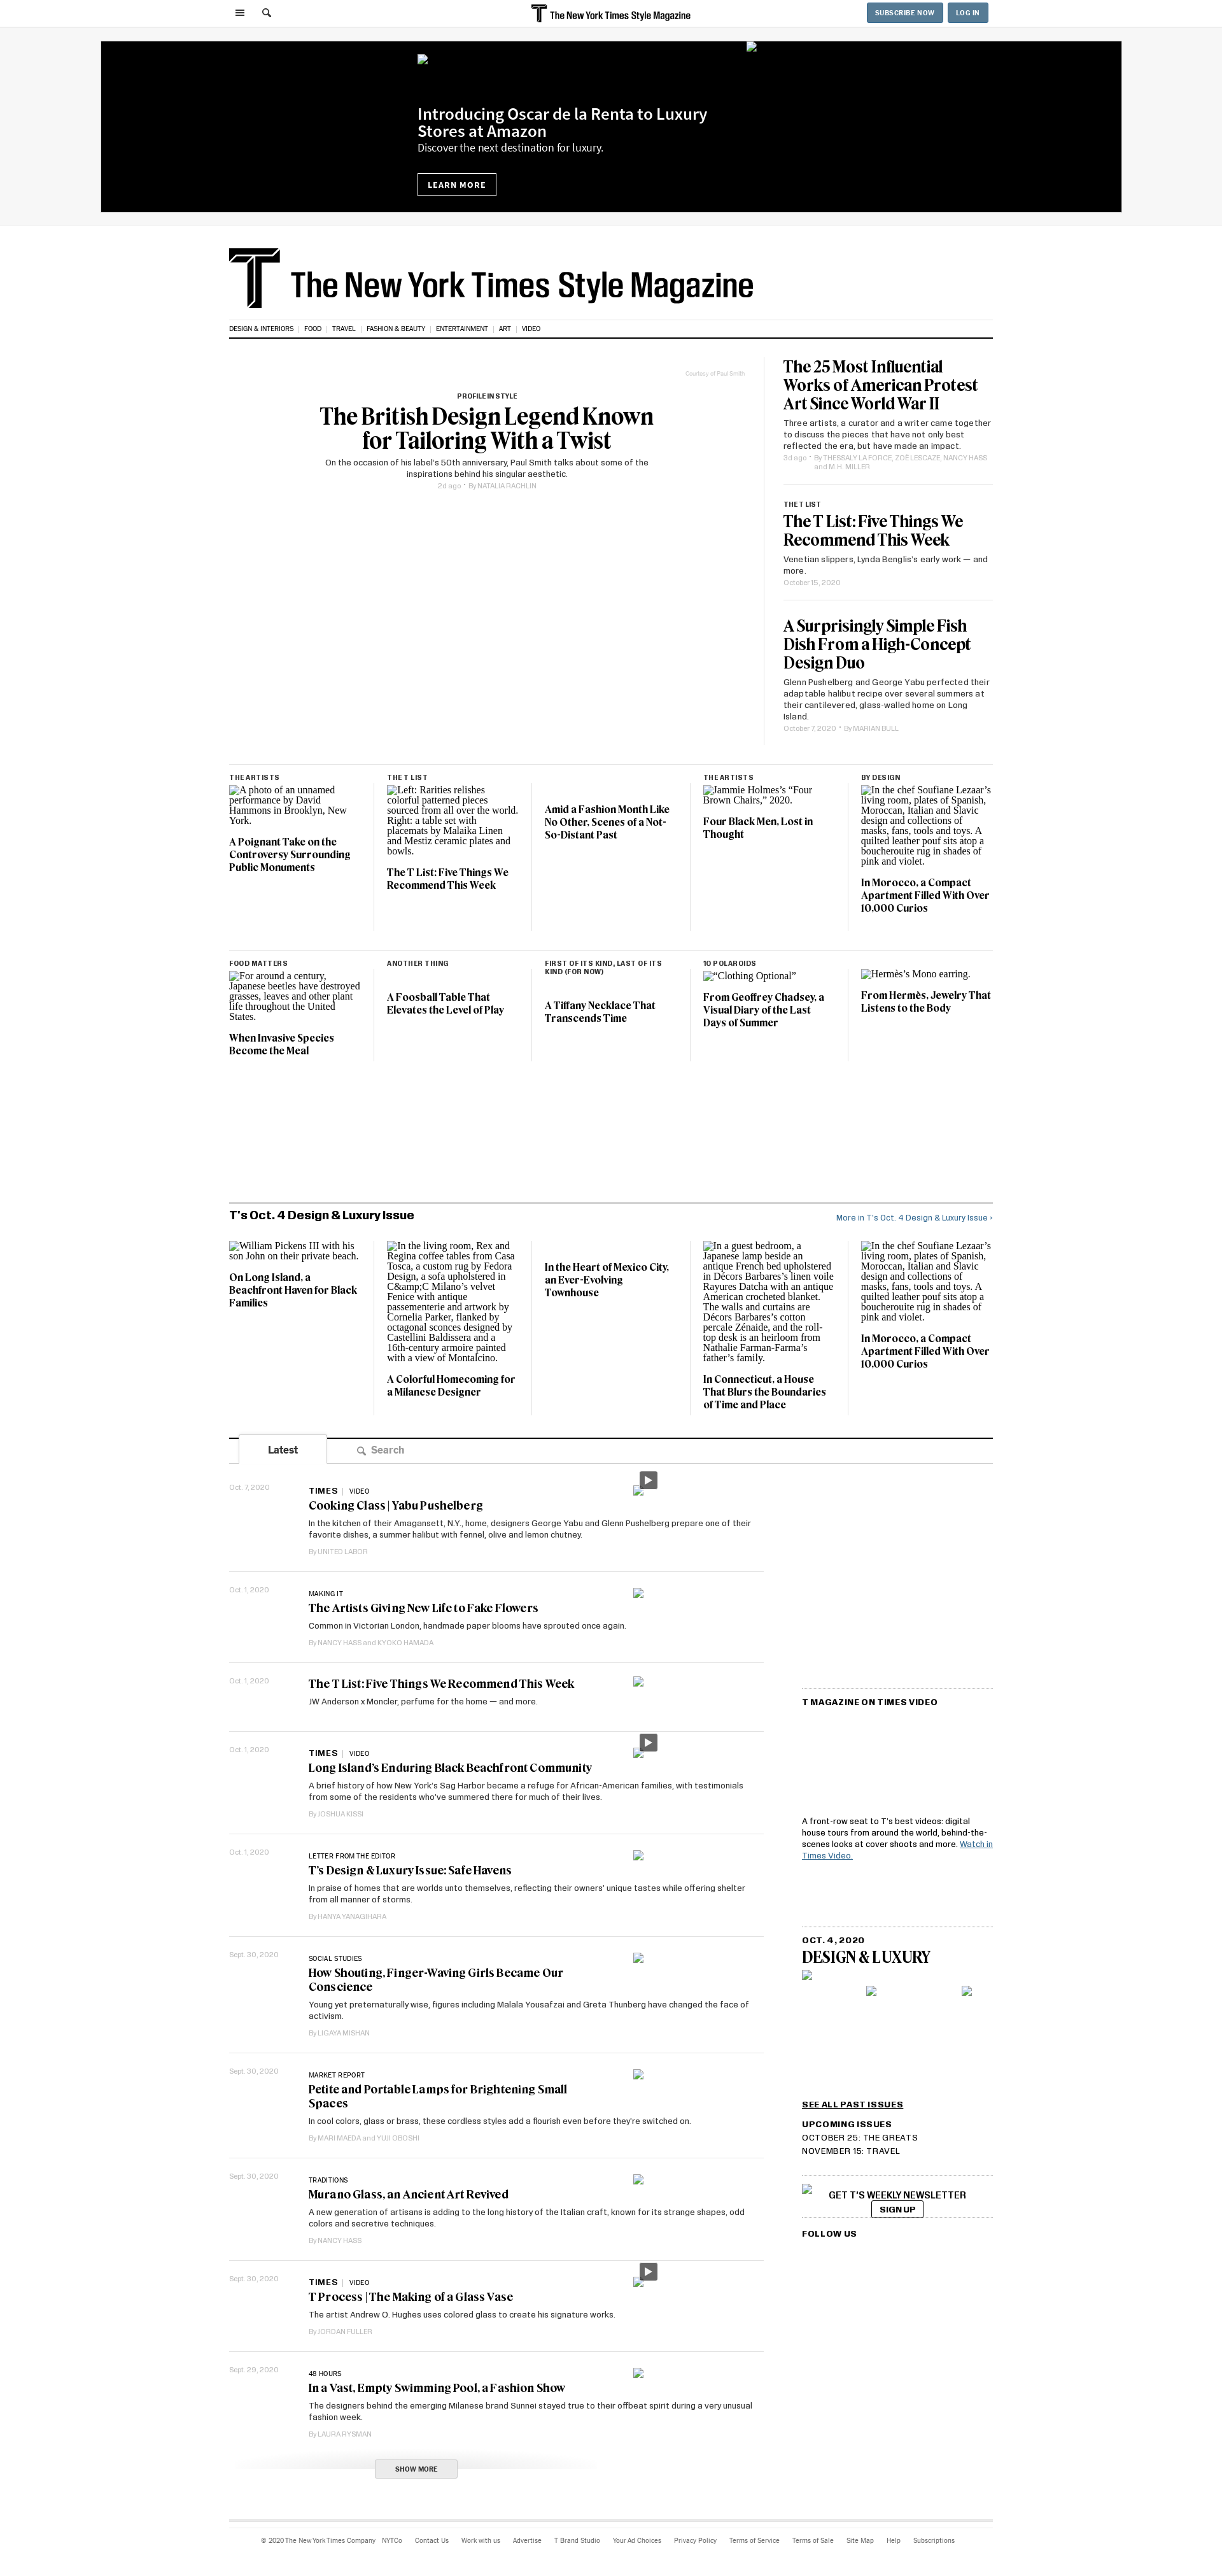 The New York Times Style Magazine
SUBSCRIBE NOW
LOG IN
Introducing Oscar de la Renta to Luxury
Stores at Amazon
Discover the next destination for luxury.
LEARN MORE
The New York Times Style Magazine
DESIGN & INTERIORS
FOOD
TRAVEL
FASHION & BEAUTY
ENTERTAINMENT
ART
VIDEO
Courtesy of Paul Smith
PROFILE IN STYLE
The British Design Legend Known
for Tailoring With a Twist
On the occasion of his label's 50th anniversary, Paul Smith talks about some of the
inspirations behind his singular aesthetic.
2d ago • By NATALIA RACHLIN
The 25 Most Influential
Works of American Protest
Art Since World War II
Three artists, a curator and a writer came together
to discuss the pieces that have not only best
reflected the era, but have made an impact.
3d ago • By THESSALY LA FORCE, ZOË LESCAZE, NANCY HASS
and M.H. MILLER
THE T LIST
The T List: Five Things We
Recommend This Week
Venetian slippers, Lynda Benglis's early work — and
more.
October 15, 2020
A Surprisingly Simple Fish
Dish From a High-Concept
Design Duo
Glenn Pushelberg and George Yabu perfected their
adaptable halibut recipe over several summers at
their cantilevered, glass-walled home on Long
Island.
October 7, 2020 • By MARIAN BULL
THE ARTISTS
A photo of an unnamed
performance by David
Hammons in Brooklyn, New
York.
A Poignant Take on the
Controversy Surrounding
Public Monuments
THE T LIST
Left: Rarities relishes
colorful patterned pieces
sourced from all over the world.
Right: a table set with
placemats by Malaika Linen
and Mestiz ceramic plates and
bowls.
The T List: Five Things We
Recommend This Week
Amid a Fashion Month Like
No Other, Scenes of a Not-
So-Distant Past
THE ARTISTS
Jammie Holmes's “Four
Brown Chairs,” 2020.
Four Black Men, Lost in
Thought
BY DESIGN
In the chef Soufiane Lezaar's
living room, plates of Spanish,
Moroccan, Italian and Slavic
design and collections of
masks, fans, tools and toys. A
quilted leather pouf sits atop a
boucherouite rug in shades of
pink and violet.
In Morocco, a Compact
Apartment Filled With Over
10,000 Curios
FOOD MATTERS
For around a century,
Japanese beetles have destroyed
grasses, leaves and other plant
life throughout the United
States.
When Invasive Species
Become the Meal
ANOTHER THING
A Foosball Table That
Elevates the Level of Play
FIRST OF ITS KIND, LAST OF ITS
KIND (FOR NOW)
A Tiffany Necklace That
Transcends Time
10 POLAROIDS
“Clothing Optional”
From Geoffrey Chadsey, a
Visual Diary of the Last
Days of Summer
Hermès's Mono earring.
From Hermès, Jewelry That
Listens to the Body
T's Oct. 4 Design & Luxury Issue
More in T's Oct. 4 Design & Luxury Issue ›
William Pickens III with his
son John on their private beach.
On Long Island, a
Beachfront Haven for Black
Families
In the living room, Rex and
Regina coffee tables from Casa
Tosca, a custom rug by Fedora
Design, a sofa upholstered in
C&amp;C Milano's velvet
Fenice with antique
passementerie and artwork by
Cornelia Parker, flanked by
octagonal sconces designed by
Castellini Baldissera and a
16th-century armoire painted
with a view of Montalcino.
A Colorful Homecoming for
a Milanese Designer
In the Heart of Mexico City,
an Ever-Evolving
Townhouse
In a guest bedroom, a
Japanese lamp beside an
antique French bed upholstered
in Décors Barbares's linen voile
Rayures Datcha with an antique
American crocheted blanket.
The walls and curtains are
Décors Barbares's cotton
percale Zénaide, and the roll-
top desk is an heirloom from
Nathalie Farman-Farma's
father's family.
In Connecticut, a House
That Blurs the Boundaries
of Time and Place
In the chef Soufiane Lezaar's
living room, plates of Spanish,
Moroccan, Italian and Slavic
design and collections of
masks, fans, tools and toys. A
quilted leather pouf sits atop a
boucherouite rug in shades of
pink and violet.
In Morocco, a Compact
Apartment Filled With Over
10,000 Curios
Latest
Search
Oct. 7, 2020
TIMES | VIDEO
Cooking Class | Yabu Pushelberg
In the kitchen of their Amagansett, N.Y., home, designers George Yabu and Glenn Pushelberg prepare one of their
favorite dishes, a summer halibut with fennel, olive and lemon chutney.
By UNITED LABOR
Oct. 1, 2020
MAKING IT
The Artists Giving New Life to Fake Flowers
Common in Victorian London, handmade paper blooms have sprouted once again.
By NANCY HASS and KYOKO HAMADA
Oct. 1, 2020
The T List: Five Things We Recommend This Week
JW Anderson x Moncler, perfume for the home — and more.
Oct. 1, 2020
TIMES | VIDEO
Long Island's Enduring Black Beachfront Community
A brief history of how New York's Sag Harbor became a refuge for African-American families, with testimonials
from some of the residents who've summered there for much of their lives.
By JOSHUA KISSI
Oct. 1, 2020
LETTER FROM THE EDITOR
T's Design & Luxury Issue: Safe Havens
In praise of homes that are worlds unto themselves, reflecting their owners' unique tastes while offering shelter
from all manner of storms.
By HANYA YANAGIHARA
Sept. 30, 2020
SOCIAL STUDIES
How Shouting, Finger-Waving Girls Became Our
Conscience
Young yet preternaturally wise, figures including Malala Yousafzai and Greta Thunberg have changed the face of
activism.
By LIGAYA MISHAN
Sept. 30, 2020
MARKET REPORT
Petite and Portable Lamps for Brightening Small
Spaces
In cool colors, glass or brass, these cordless styles add a flourish even before they're switched on.
By MARI MAEDA and YUJI OBOSHI
Sept. 30, 2020
TRADITIONS
Murano Glass, an Ancient Art Revived
A new generation of artisans is adding to the long history of the Italian craft, known for its strange shapes, odd
colors and secretive techniques.
By NANCY HASS
Sept. 30, 2020
TIMES | VIDEO
T Process | The Making of a Glass Vase
The artist Andrew O. Hughes uses colored glass to create his signature works.
By JORDAN FULLER
Sept. 29, 2020
48 HOURS
In a Vast, Empty Swimming Pool, a Fashion Show
The designers behind the emerging Milanese brand Sunnei stayed true to their offbeat spirit during a very unusual
fashion week.
By LAURA RYSMAN
SHOW MORE
T MAGAZINE ON TIMES VIDEO
A front-row seat to T's best videos: digital
house tours from around the world, behind-the-
scenes looks at cover shoots and more. Watch in
Times Video.
OCT. 4, 2020
DESIGN & LUXURY
SEE ALL PAST ISSUES
UPCOMING ISSUES
OCTOBER 25: THE GREATS
NOVEMBER 15: TRAVEL
GET T'S WEEKLY NEWSLETTER
SIGN UP
FOLLOW US
© 2020 The New York Times Company
NYTCo
Contact Us
Work with us
Advertise
T Brand Studio
Your Ad Choices
Privacy Policy
Terms of Service
Terms of Sale
Site Map
Help
Subscriptions